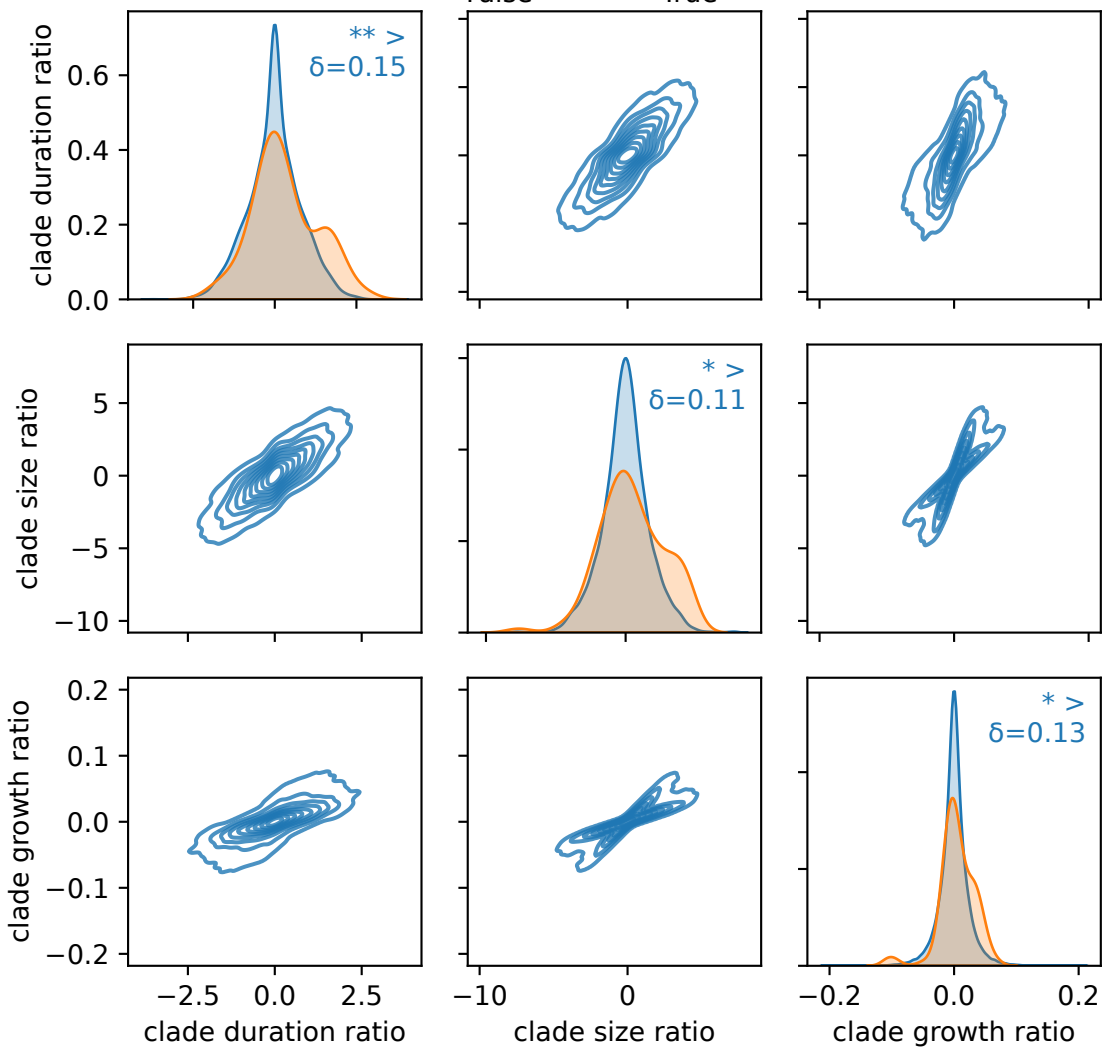 True
clade duration ratio
0.6
0.4
0.2
0.0
** >
δ=0.15
clade size ratio
5
0
−5
−10
* >
δ=0.11
clade growth ratio
0.2
0.1
0.0
−0.1
−0.2
* >
δ=0.13
−2.5 0.0 2.5
−10 0
−0.2 0.0 0.2
clade duration ratio
clade size ratio
clade growth ratio